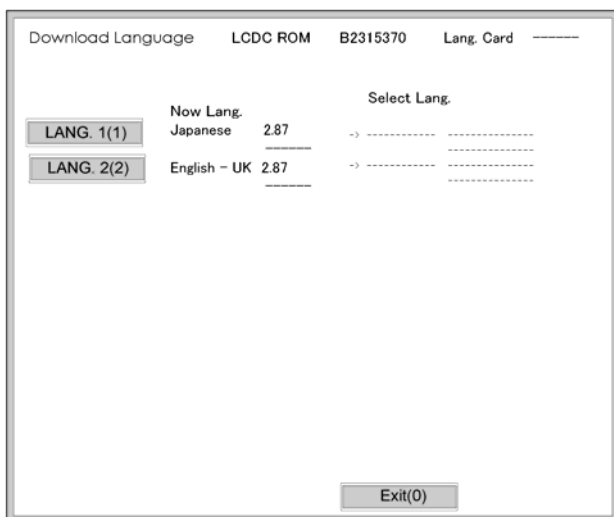 Download Language LCDC ROM B2315370 Lang. Card ------
Select Lang.
Now Lang.
LANG. 1(1) Japanese 2.87 -> ------------ ---------------
------ ---------------
LANG. 2(2) English - UK 2.87 -> ------------ ---------------
------ ---------------
Exit(0)